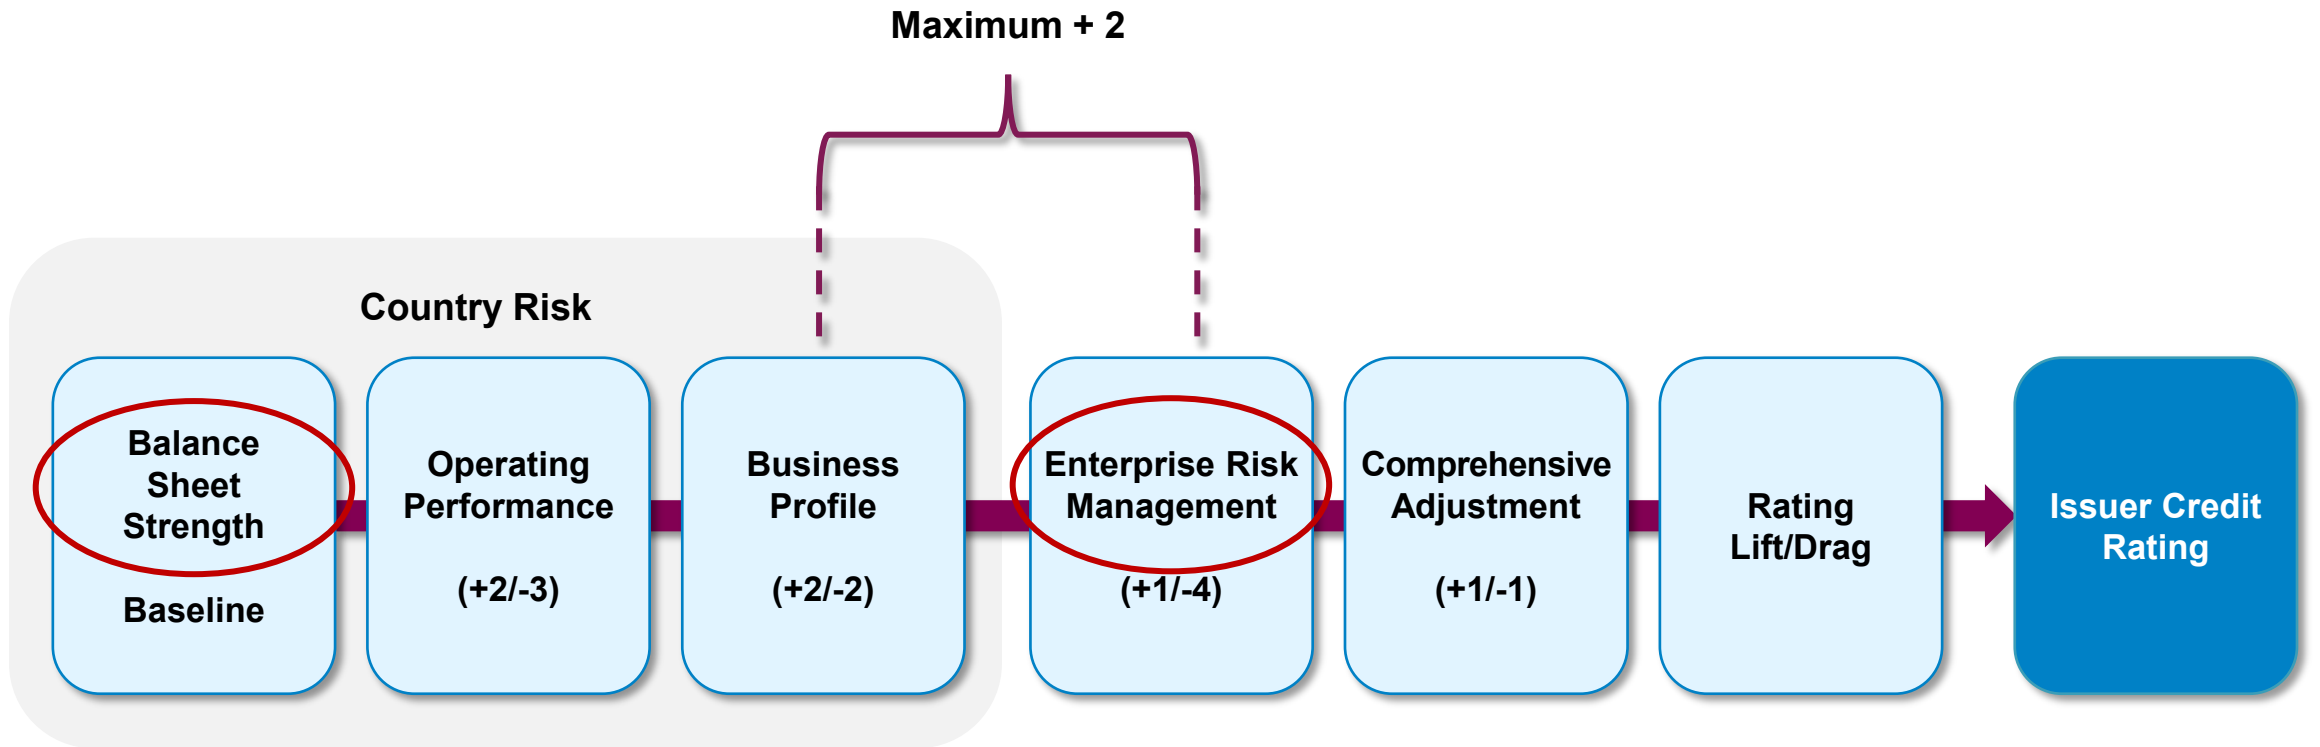 Maximum + 2
Country Risk
Balance
Sheet
Strength
Baseline
Operating
Performance
(+2/-3)
Business
Profile
(+2/-2)
Enterprise Risk
Management
(+1/-4)
Comprehensive
Adjustment
(+1/-1)
Rating
Lift/Drag
Issuer Credit
Rating